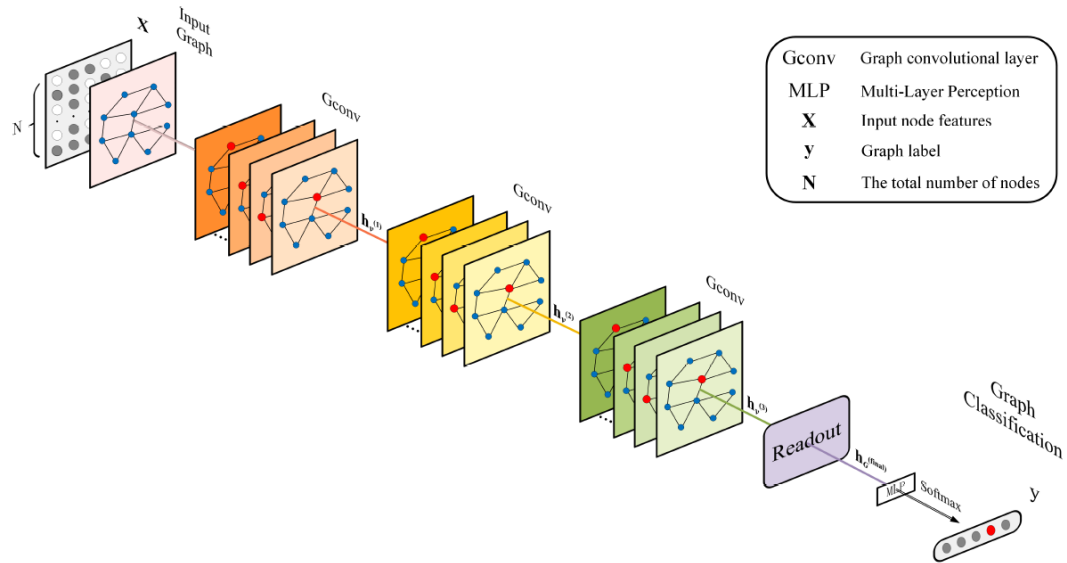 X
Input
Graph
N
Gconv
h_v^(1)
Gconv
h_v^(2)
Gconv
h_v^(3)
Readout
h_G^(final)
MLP
Softmax
Graph
Classification
y
Gconv Graph convolutional layer
MLP Multi-Layer Perception
X Input node features
y Graph label
N The total number of nodes